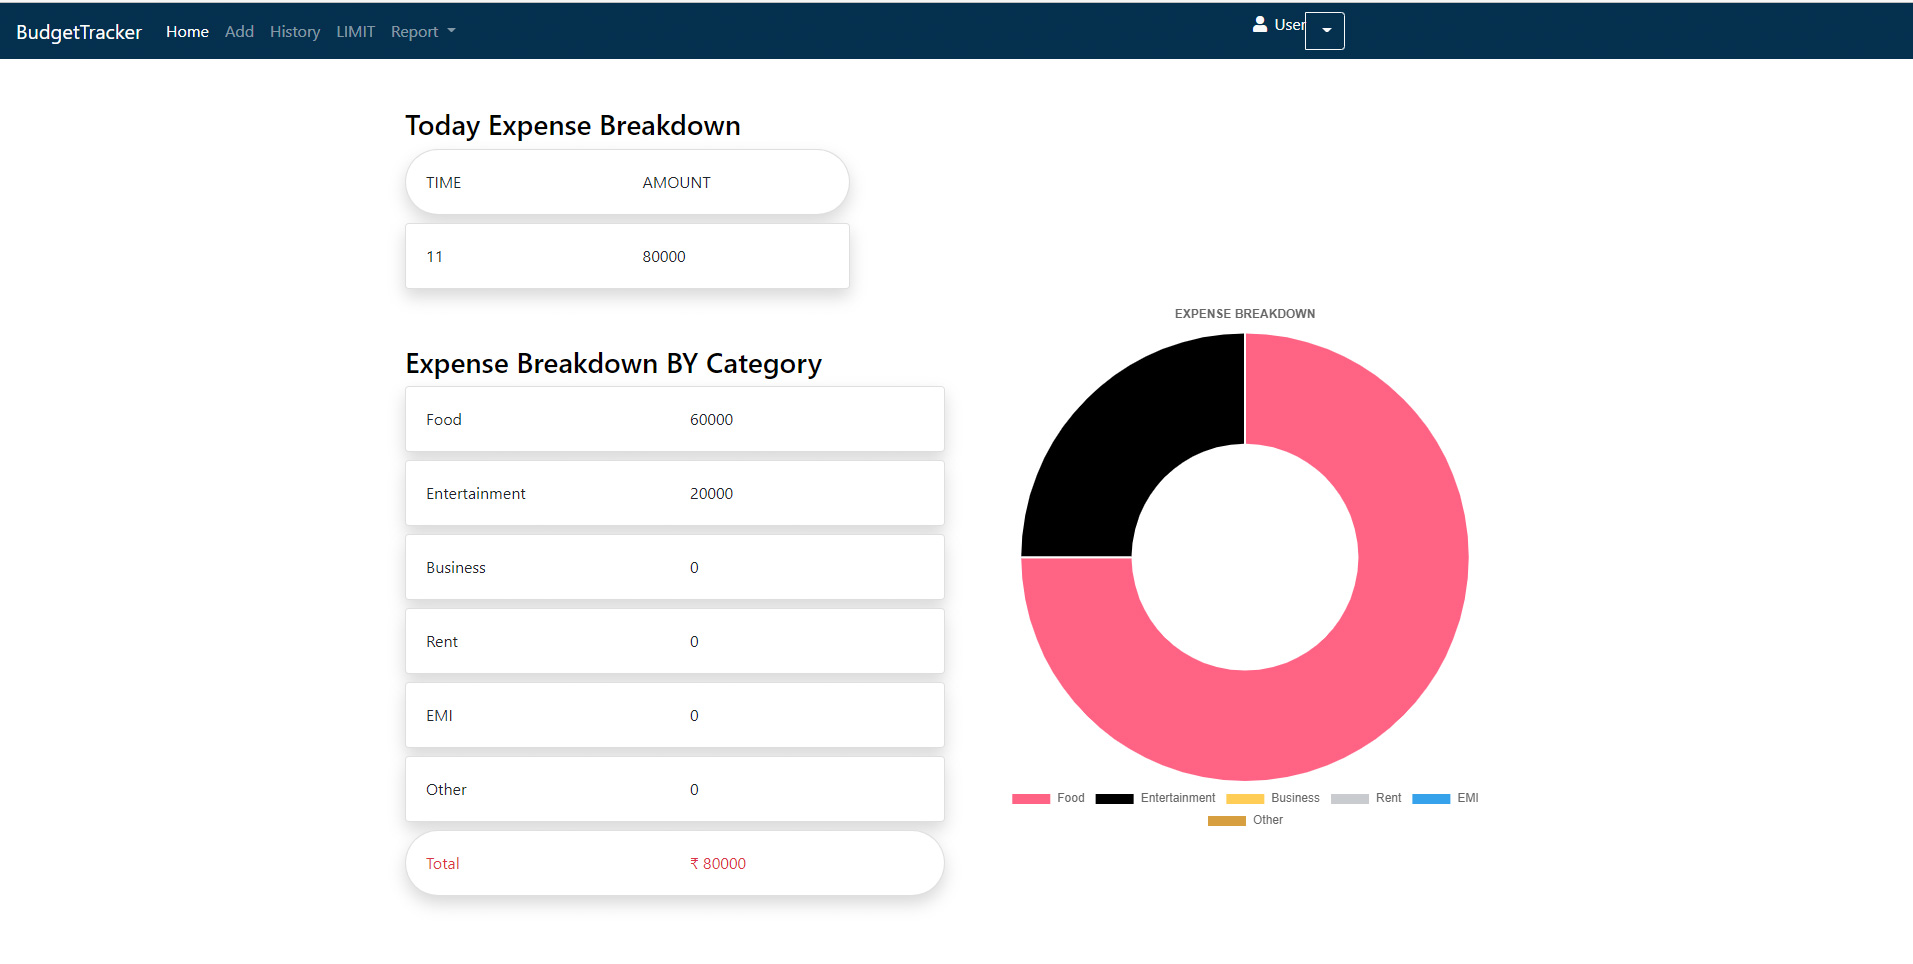 BudgetTracker Home Add History LIMIT Report User
Today Expense Breakdown
TIME AMOUNT
11 80000
Expense Breakdown BY Category
Food 60000
Entertainment 20000
Business 0
Rent 0
EMI 0
Other 0
Total ₹ 80000
EXPENSE BREAKDOWN
Food Entertainment Business Rent EMI
Other